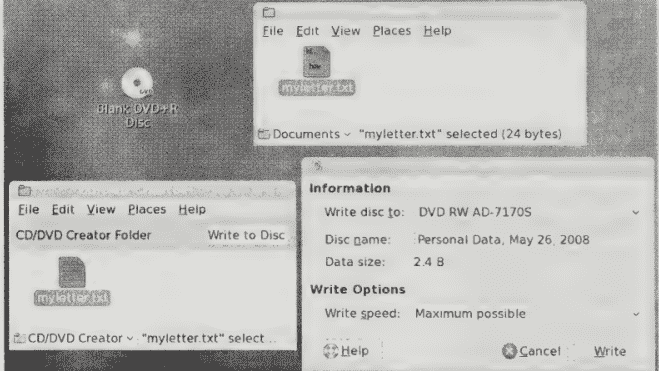 Blank DVD+R
Disc
File Edit View Places Help
myletter.txt
Documents "myletter.txt" selected (24 bytes)
File Edit View Places Help
CD/DVD Creator Folder Write to Disc
myletter.txt
CD/DVD Creator "myletter.txt" select...
Information
Write disc to: DVD RW AD-7170S
Disc name: Personal Data, May 26, 2008
Data size: 2.4 B
Write Options
Write speed: Maximum possible
Help Cancel Write